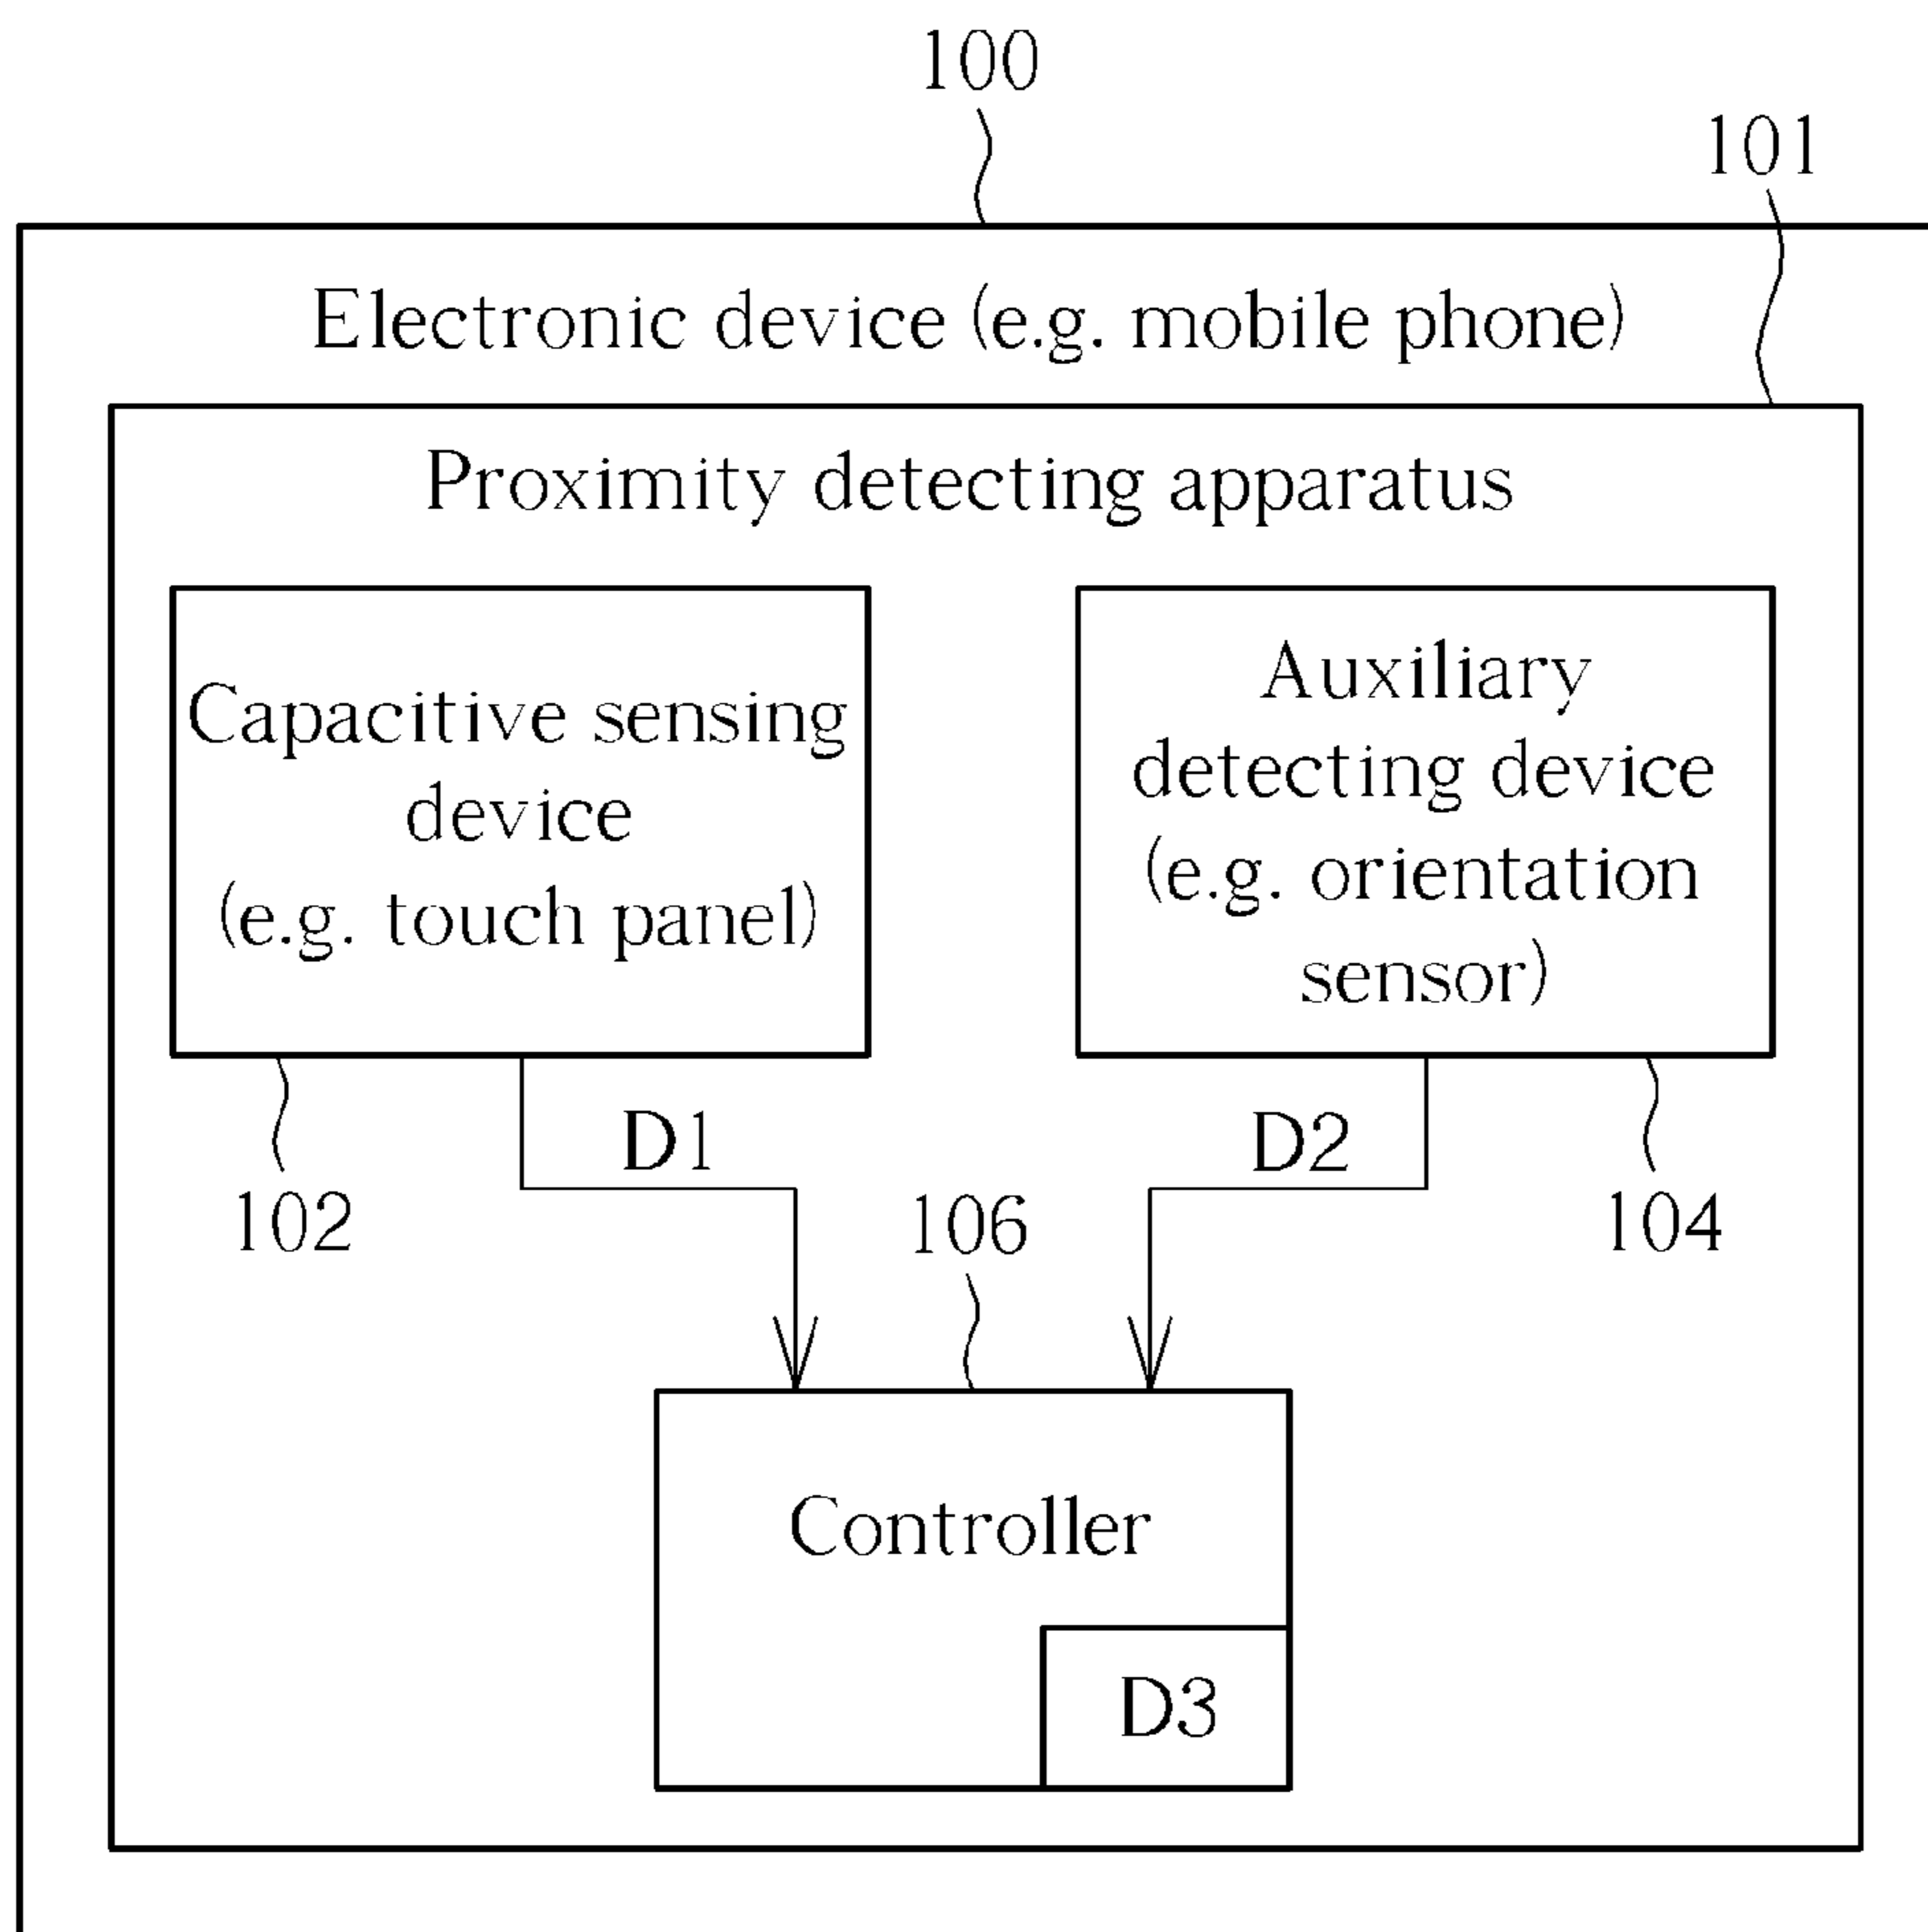 100
101
Electronic device (e.g. mobile phone)
Proximity detecting apparatus
Capacitive sensing
device
(e.g. touch panel)
Auxiliary
detecting device
(e.g. orientation
sensor)
D1
D2
102
106
104
Controller
D3